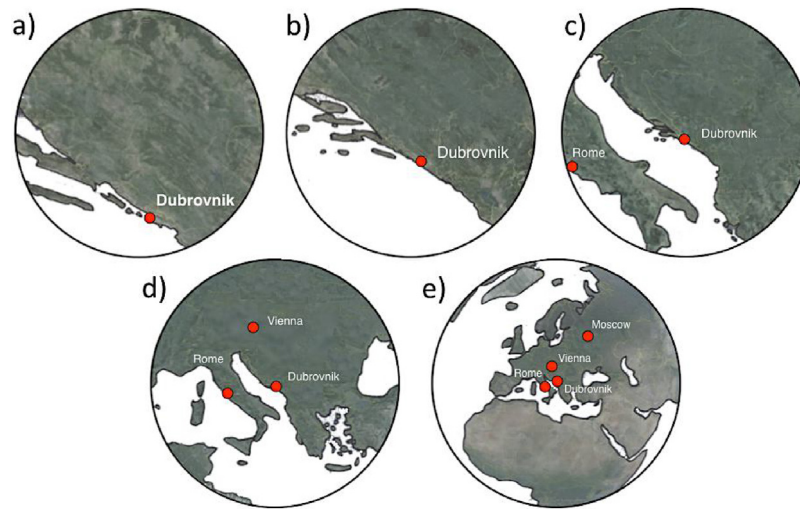 a)
b)
c)
Dubrovnik
Dubrovnik
Dubrovnik
Rome
d)
e)
Vienna
Rome
Dubrovnik
Moscow
Vienna
Rome
Dubrovnik